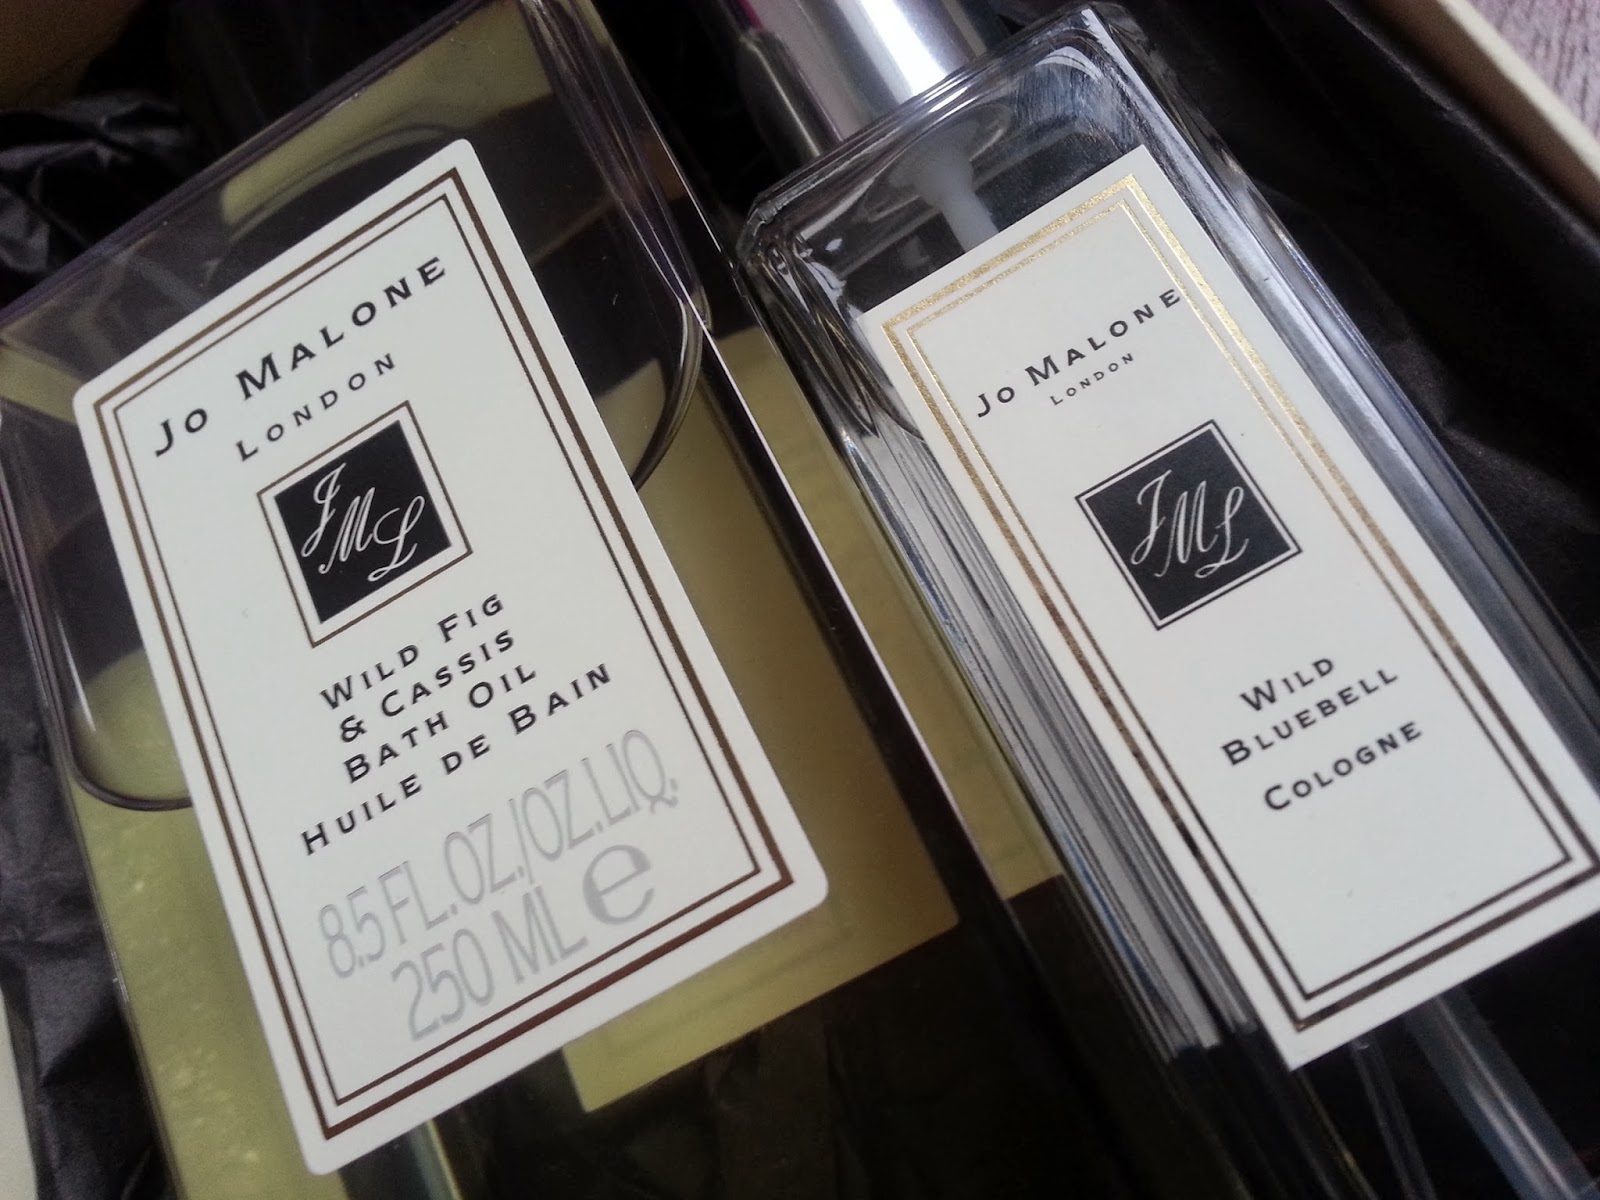 Jo Malone
London
JML
Wild Fig
& Cassis
Bath Oil
Huile de Bain
8.5 FL.OZ./OZ.LIQ.
250 ML e
Jo Malone
London
JML
Wild
Bluebell
Cologne